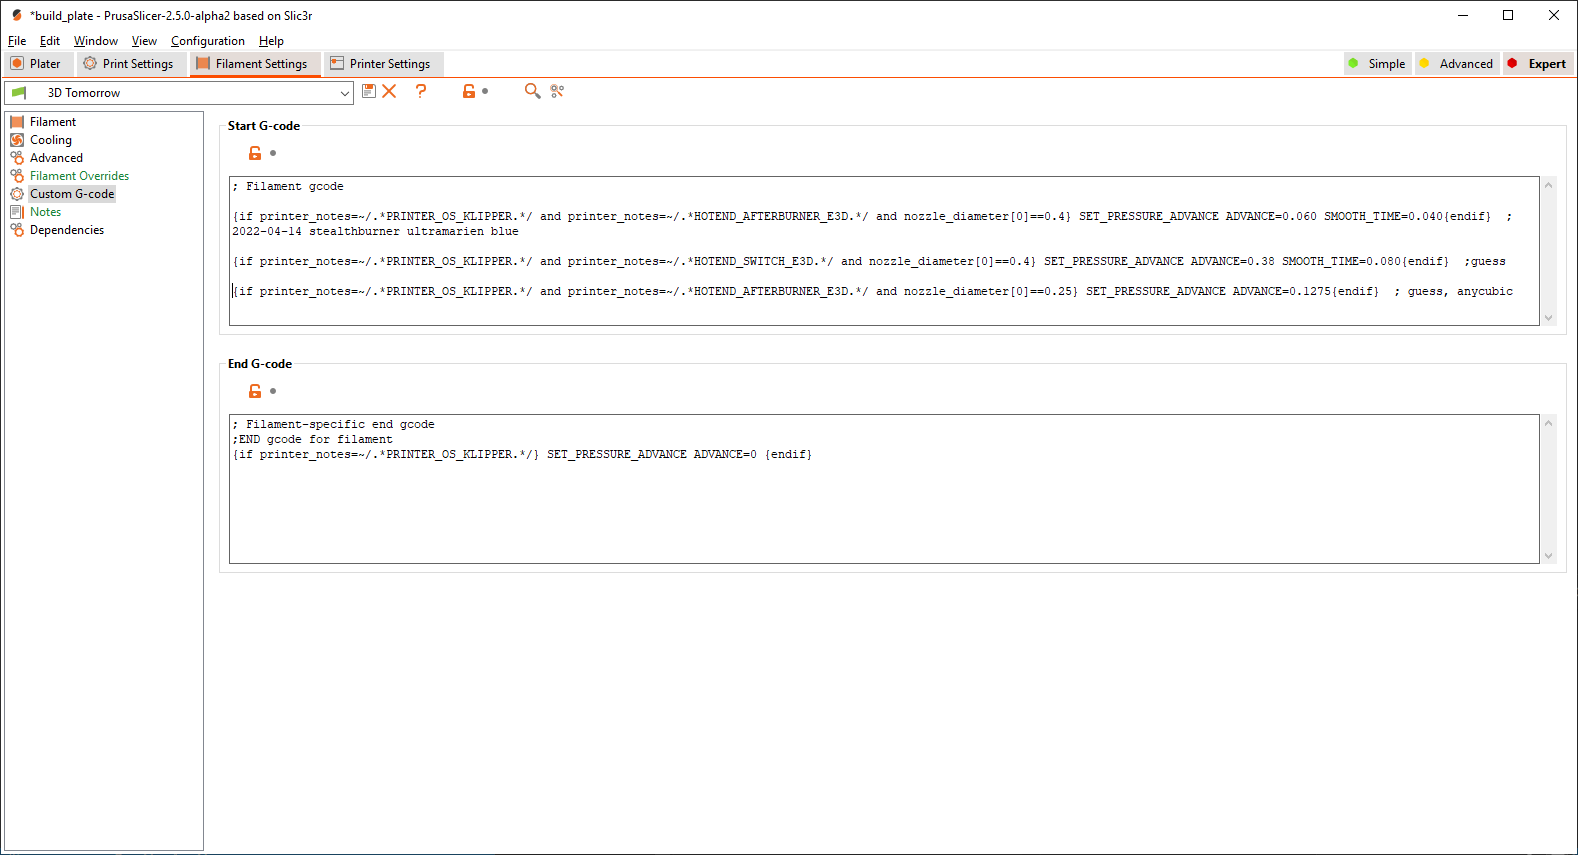 *build_plate - PrusaSlicer-2.5.0-alpha2 based on Slic3r
File Edit Window View Configuration Help
Plater Print Settings Filament Settings Printer Settings Simple Advanced Expert
3D Tomorrow
Filament
Cooling
Advanced
Filament Overrides
Custom G-code
Notes
Dependencies
Start G-code
; Filament gcode
{if printer_notes=~/.*PRINTER_OS_KLIPPER.*/ and printer_notes=~/.*HOTEND_AFTERBURNER_E3D.*/ and nozzle_diameter[0]==0.4} SET_PRESSURE_ADVANCE ADVANCE=0.060 SMOOTH_TIME=0.040{endif}  ;
2022-04-14 stealthburner ultramarien blue
{if printer_notes=~/.*PRINTER_OS_KLIPPER.*/ and printer_notes=~/.*HOTEND_SWITCH_E3D.*/ and nozzle_diameter[0]==0.4} SET_PRESSURE_ADVANCE ADVANCE=0.38 SMOOTH_TIME=0.080{endif}  ;guess
{if printer_notes=~/.*PRINTER_OS_KLIPPER.*/ and printer_notes=~/.*HOTEND_AFTERBURNER_E3D.*/ and nozzle_diameter[0]==0.25} SET_PRESSURE_ADVANCE ADVANCE=0.1275{endif}  ; guess, anycubic
End G-code
; Filament-specific end gcode
;END gcode for filament
{if printer_notes=~/.*PRINTER_OS_KLIPPER.*/} SET_PRESSURE_ADVANCE ADVANCE=0 {endif}